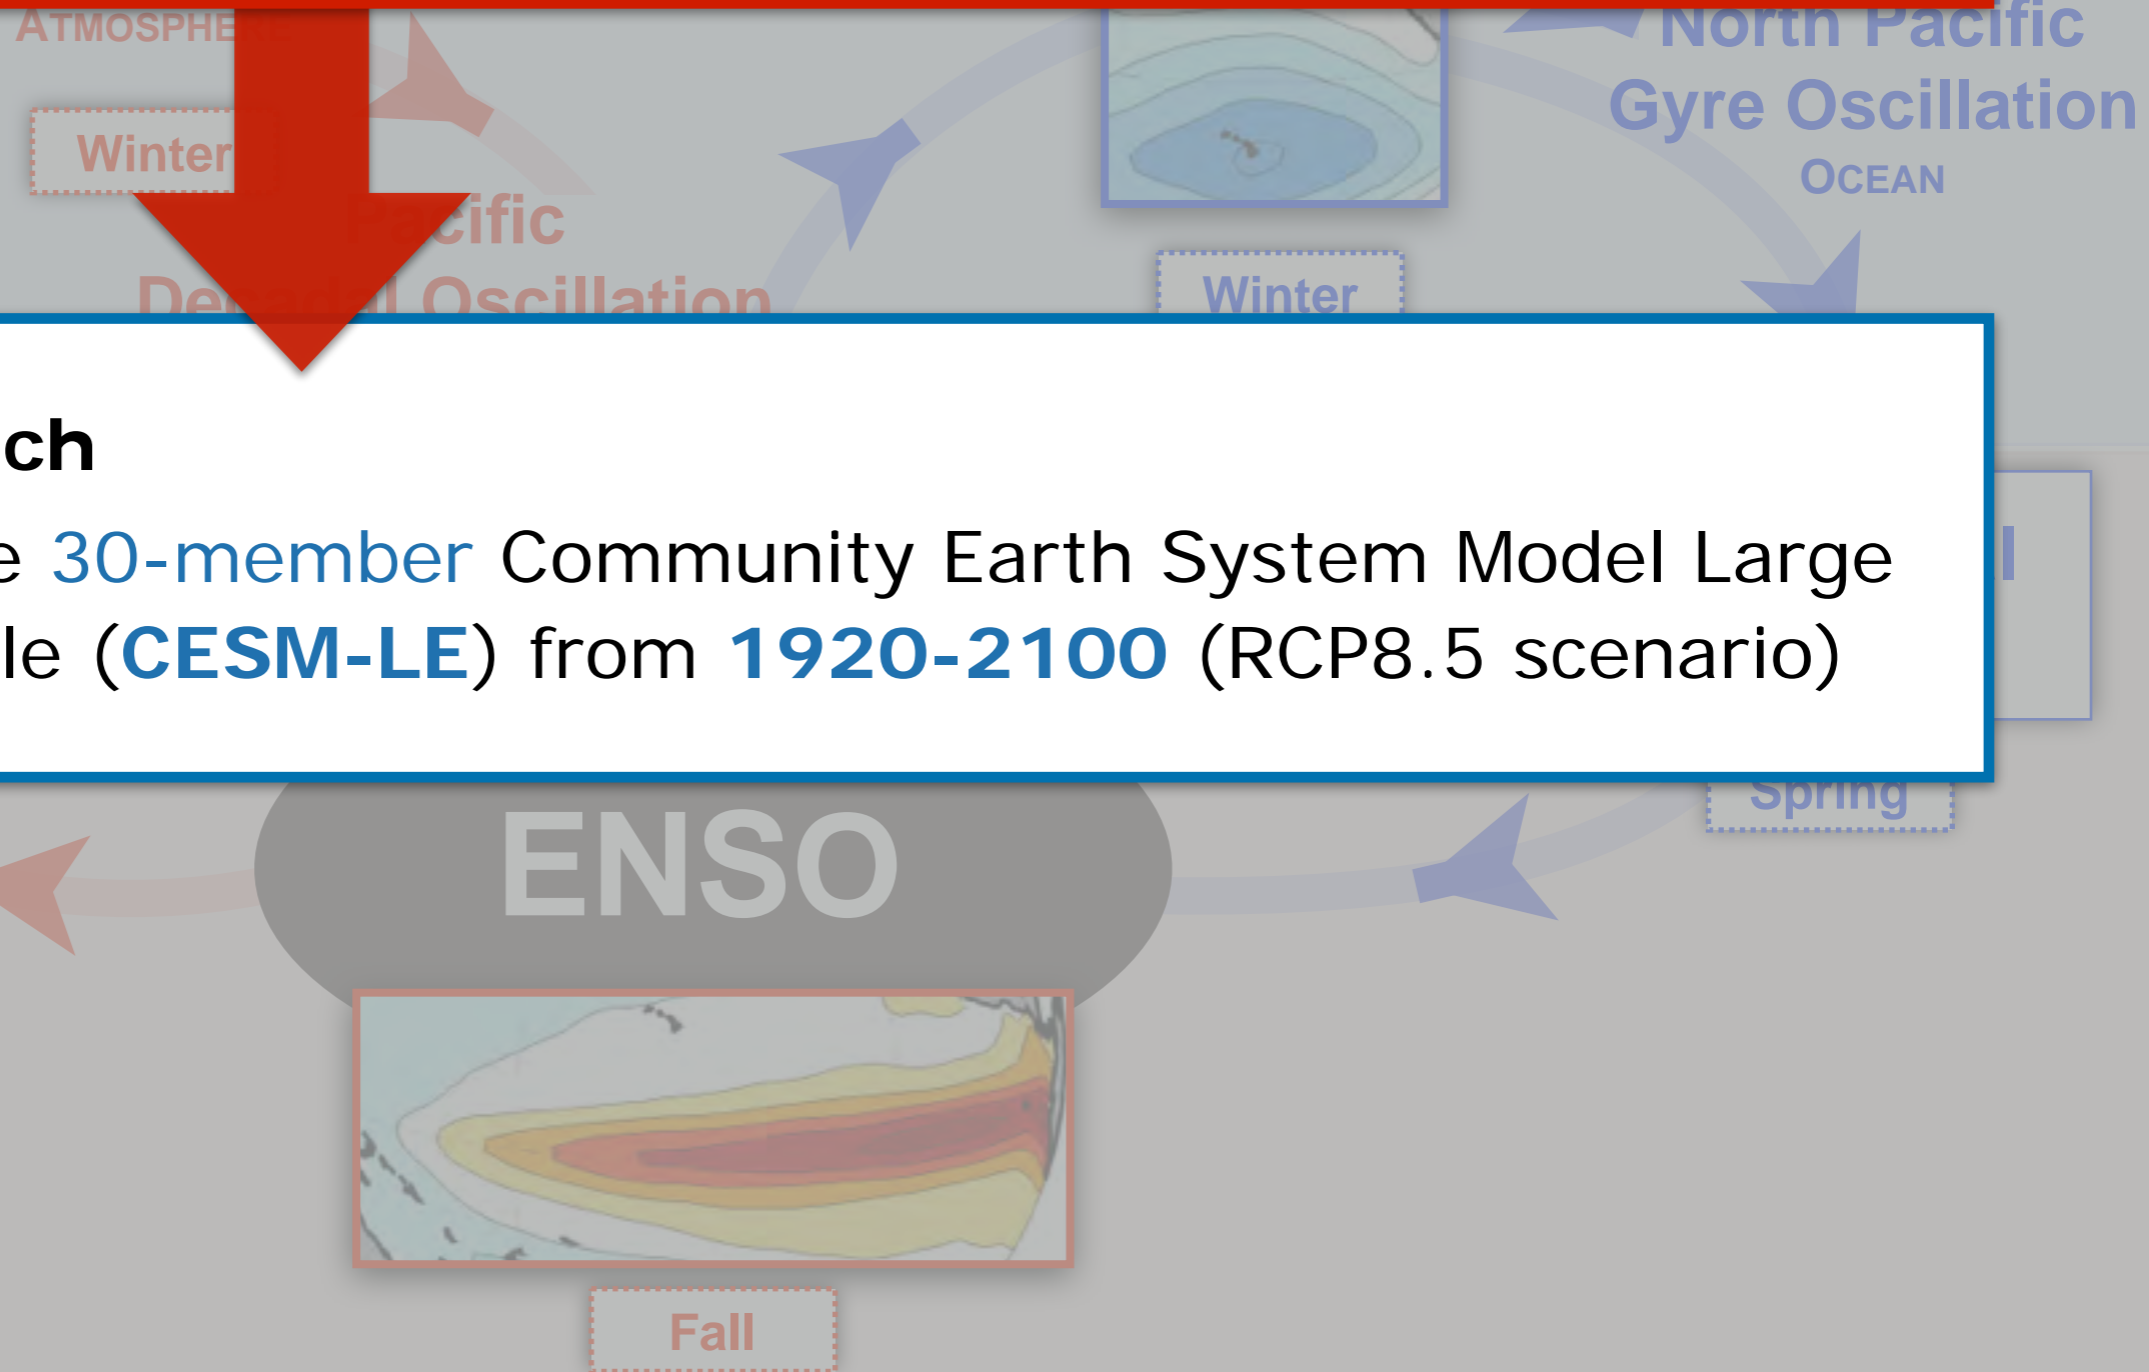 ATMOSPHERE
North Pacific
Gyre Oscillation
OCEAN
Winter
Pacific
Decadal Oscillation
Winter
ch
e 30-member Community Earth System Model Large
le (CESM-LE) from 1920-2100 (RCP8.5 scenario)
l
Spring
ENSO
Fall